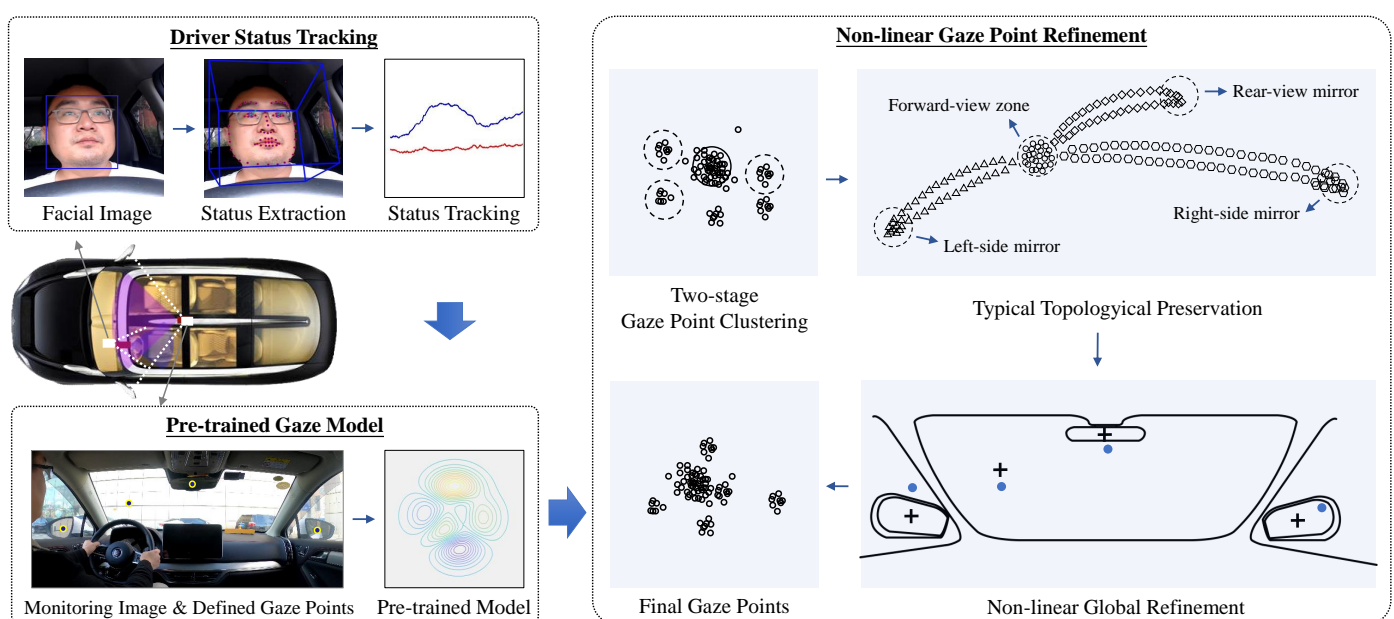 Driver Status Tracking
Facial Image
Status Extraction
Status Tracking
Pre-trained Gaze Model
Monitoring Image & Defined Gaze Points
Pre-trained Model
Non-linear Gaze Point Refinement
Two-stage
Gaze Point Clustering
Forward-view zone
Rear-view mirror
Right-side mirror
Left-side mirror
Typical Topologyical Preservation
Final Gaze Points
Non-linear Global Refinement